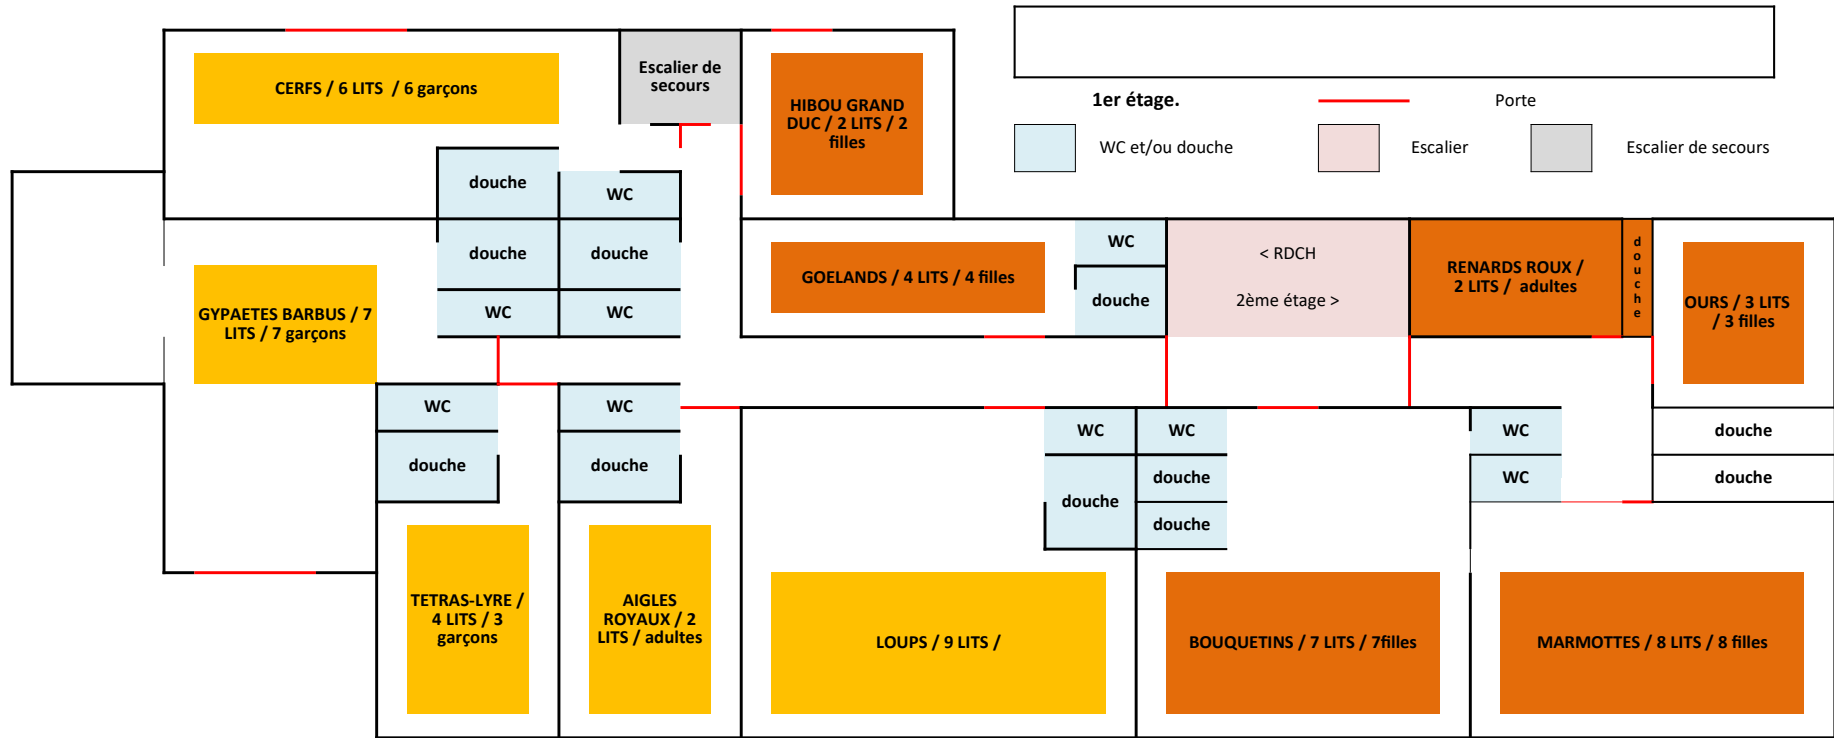 CERFS / 6 LITS / 6 garçons
Escalier de
secours
HIBOU GRAND
DUC / 2 LITS / 2
filles
1er étage.
Porte
WC et/ou douche
Escalier
Escalier de secours
douche
WC
douche
douche
WC
WC
GYPAETES BARBUS / 7
LITS / 7 garçons
GOELANDS / 4 LITS / 4 filles
WC
douche
< RDCH
2ème étage >
RENARDS ROUX /
2 LITS / adultes
douche
OURS / 3 LITS
/ 3 filles
WC
douche
WC
douche
WC
douche
WC
douche
douche
WC
WC
douche
douche
TETRAS-LYRE /
4 LITS / 3
garçons
AIGLES
ROYAUX / 2
LITS / adultes
LOUPS / 9 LITS /
BOUQUETINS / 7 LITS / 7filles
MARMOTTES / 8 LITS / 8 filles